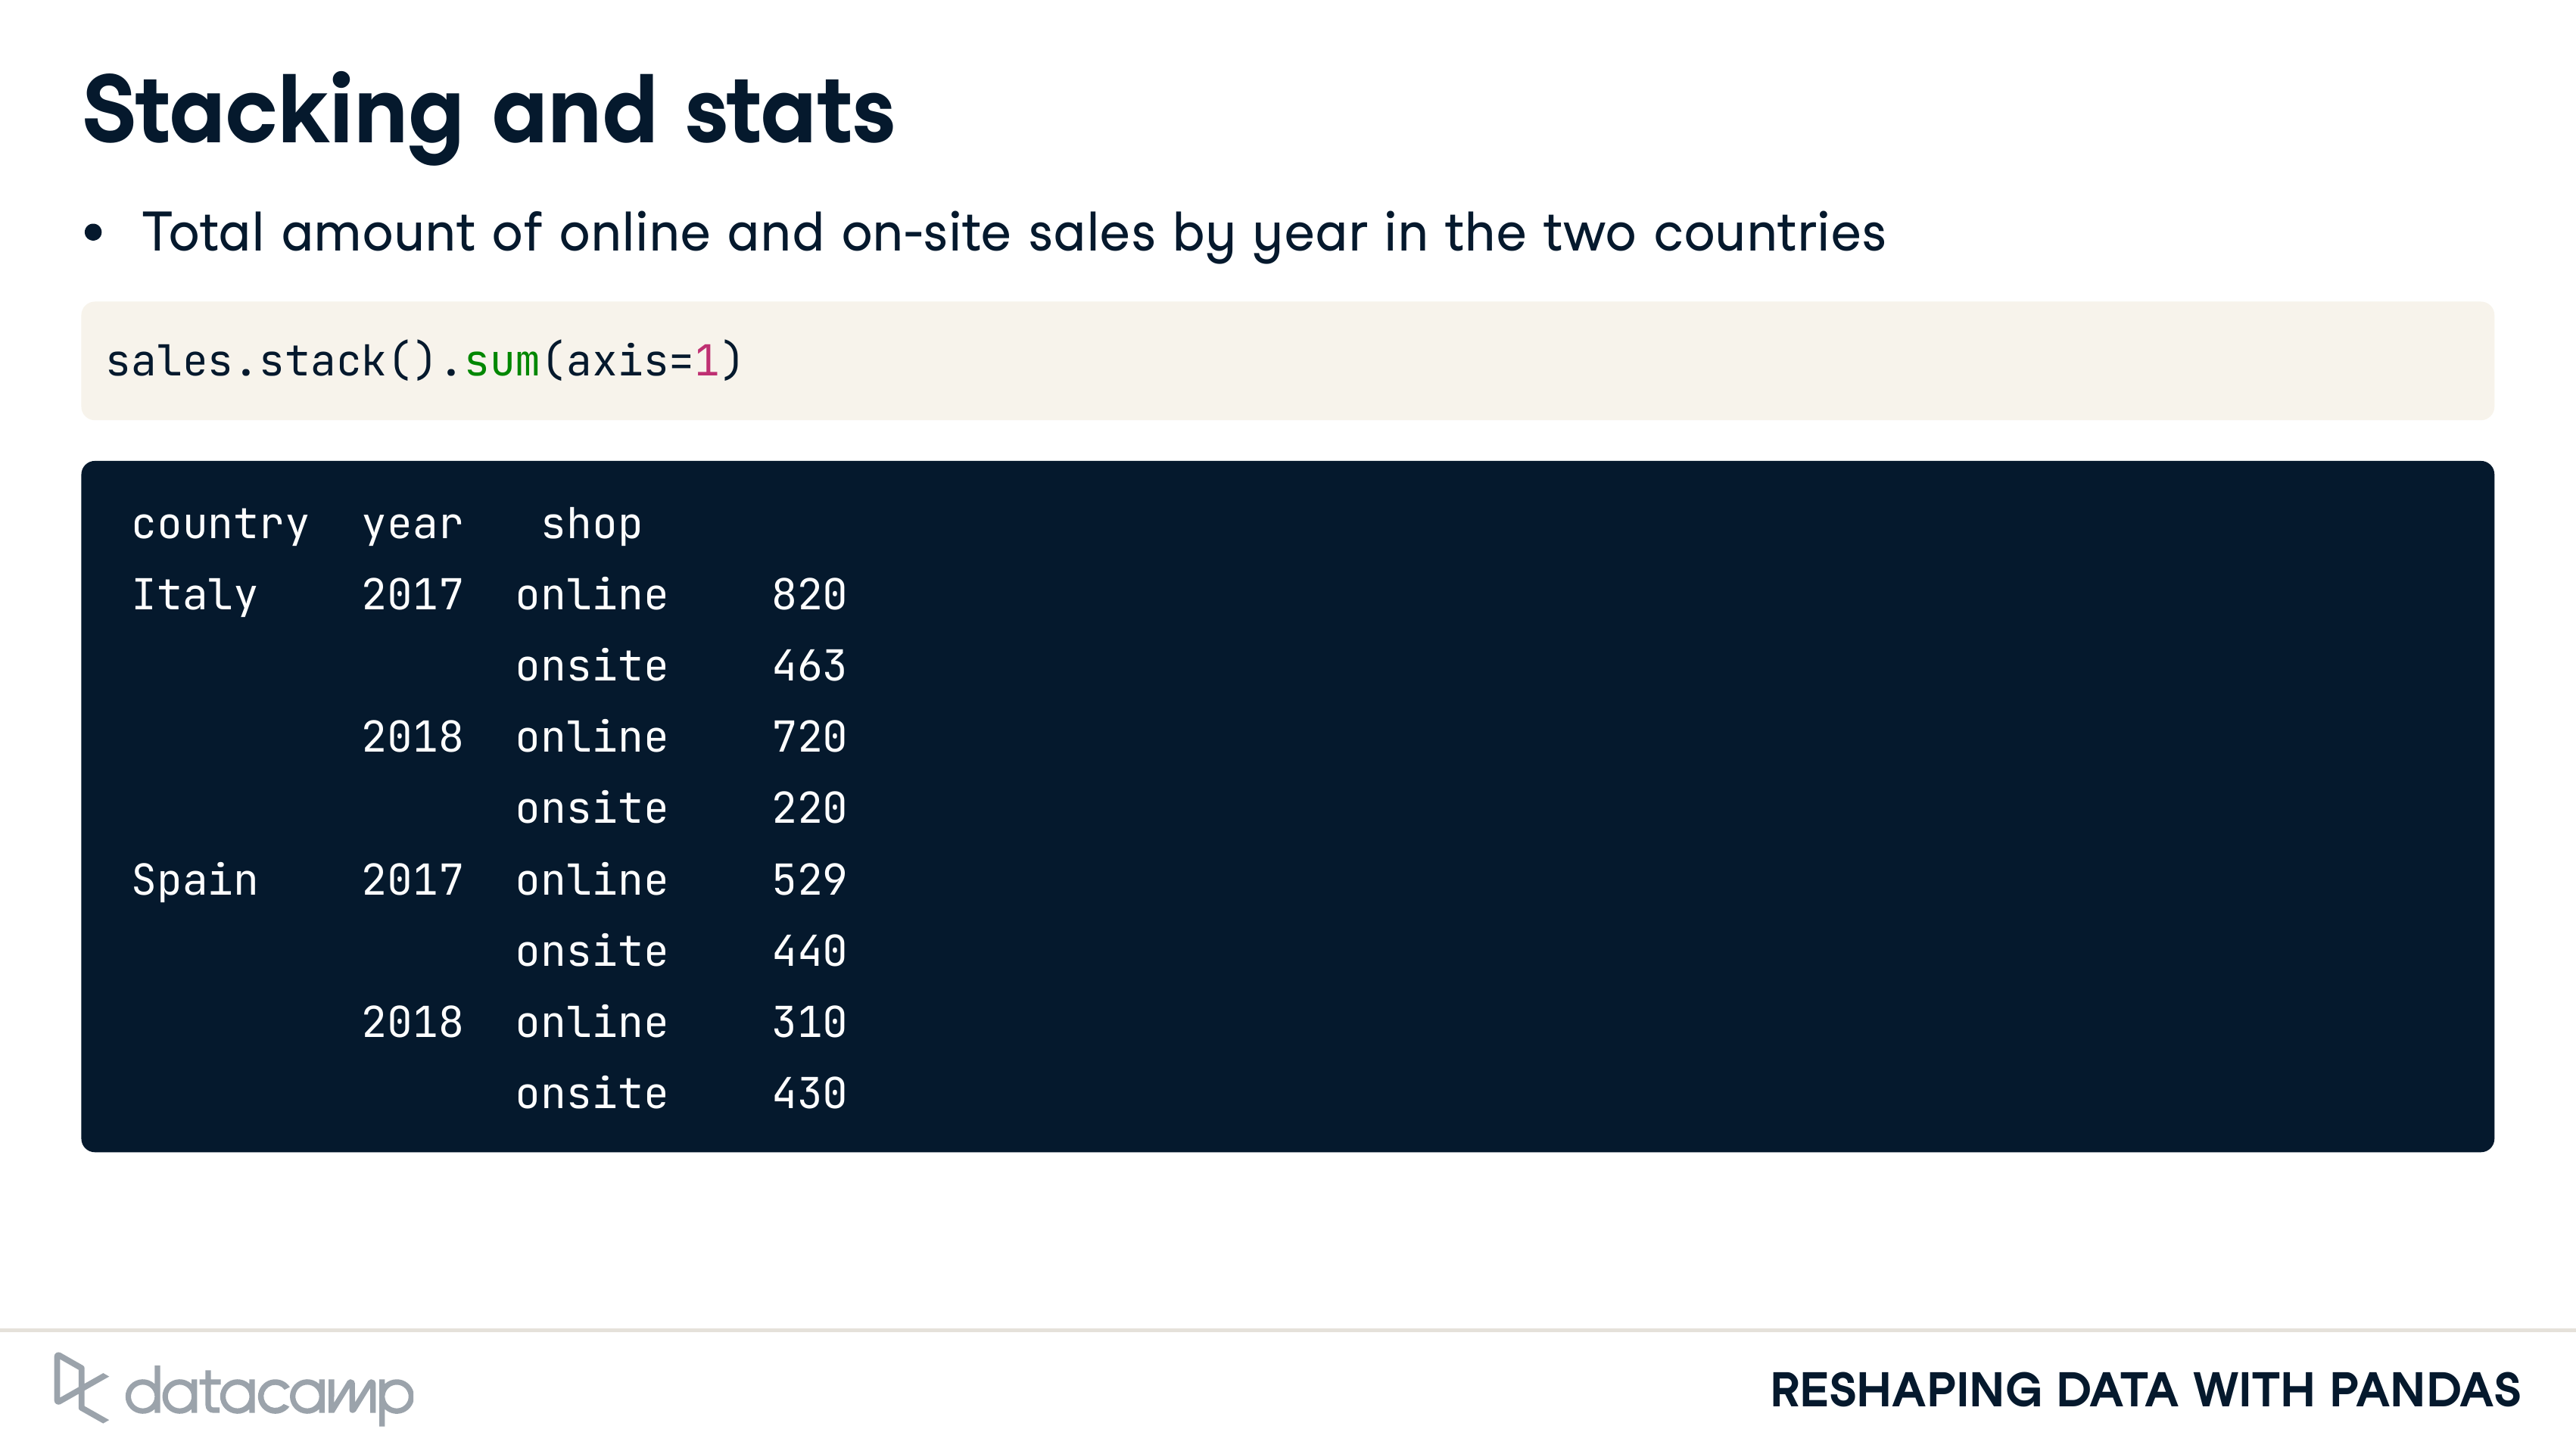 Stacking and stats
• Total amount of online and on-site sales by year in the two countries
sales.stack().sum(axis=1)
country  year   shop
Italy    2017  online    820
               onsite    463
         2018  online    720
               onsite    220
Spain    2017  online    529
               onsite    440
         2018  online    310
               onsite    430
datacamp
RESHAPING DATA WITH PANDAS